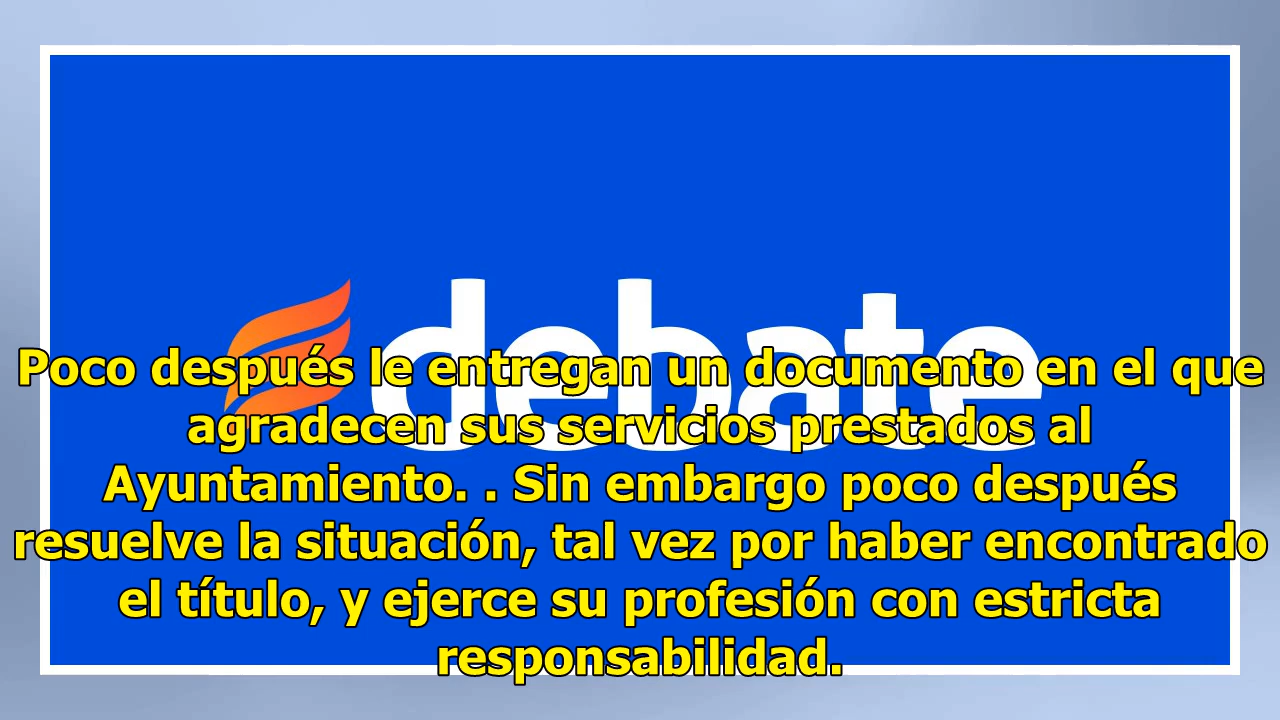 debate
Poco después le entregan un documento en el que
agradecen sus servicios prestados al
Ayuntamiento. . Sin embargo poco después
resuelve la situación, tal vez por haber encontrado
el título, y ejerce su profesión con estricta
responsabilidad.